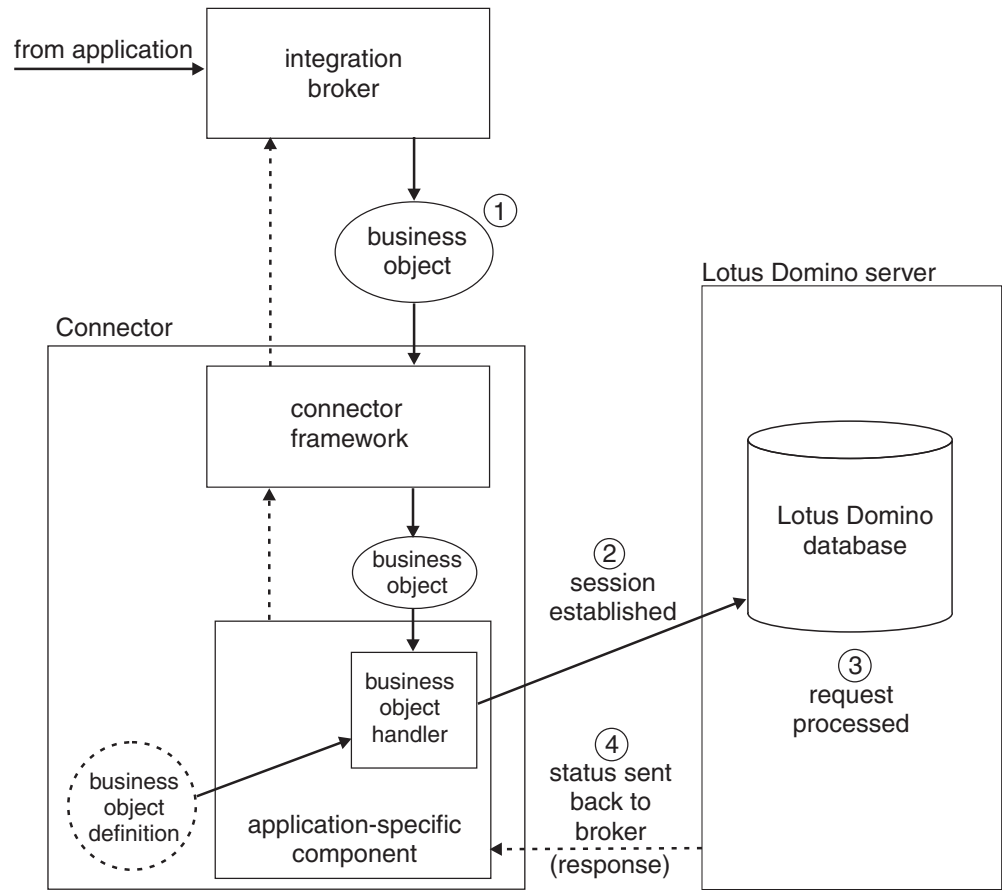 from application
integration
broker
1
business
object
Lotus Domino server
Connector
connector
framework
Lotus Domino
database
business
object
2
session
established
business
object
handler
3
request
processed
4
status sent
back to
broker
(response)
business
object
definition
application-specific
component